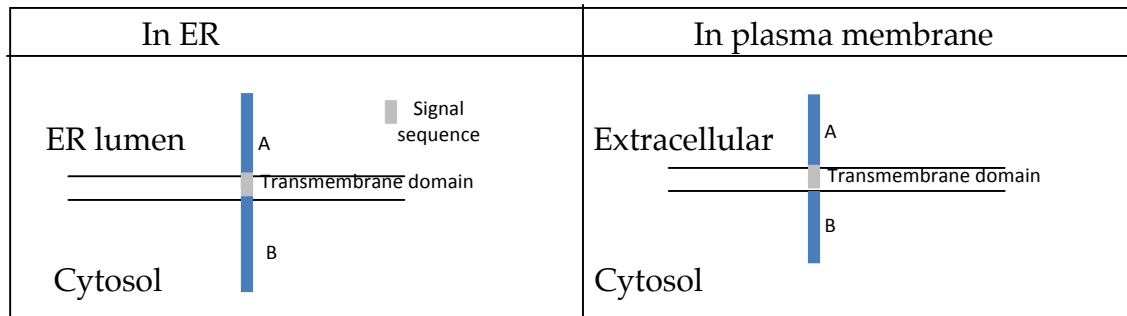 In ER
In plasma membrane
Signal
sequence
ER lumen
A
Transmembrane domain
B
Cytosol
Extracellular
A
Transmembrane domain
B
Cytosol